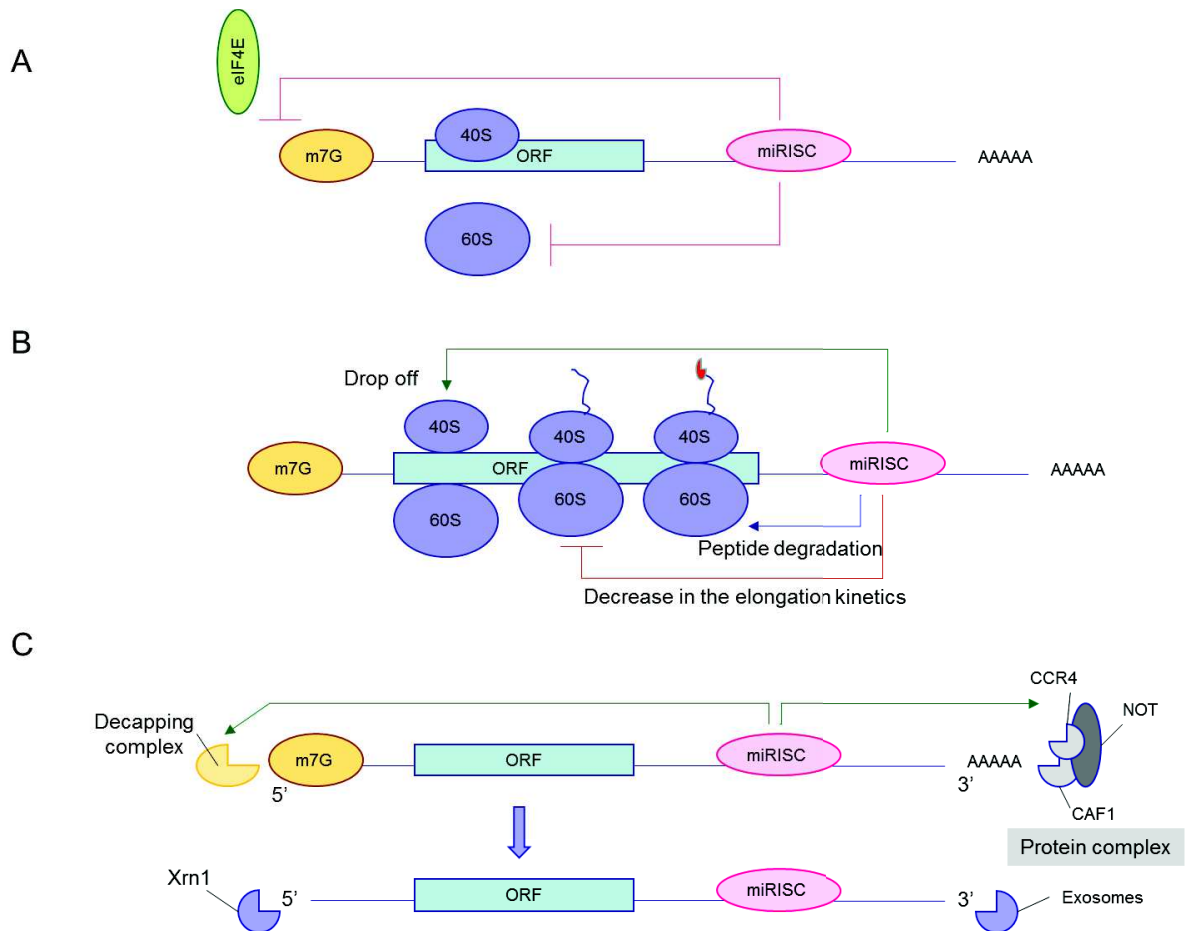 A
eIF4E
40S
m7G
ORF
miRISC
AAAAA
60S
B
Drop off
40S
40S
40S
m7G
ORF
miRISC
AAAAA
60S
60S
60S
Peptide degradation
Decrease in the elongation kinetics
C
CCR4
NOT
Decapping
complex
m7G
ORF
miRISC
AAAAA
5’
3’
CAF1
Protein complex
Xrn1
5’
ORF
miRISC
3’
Exosomes